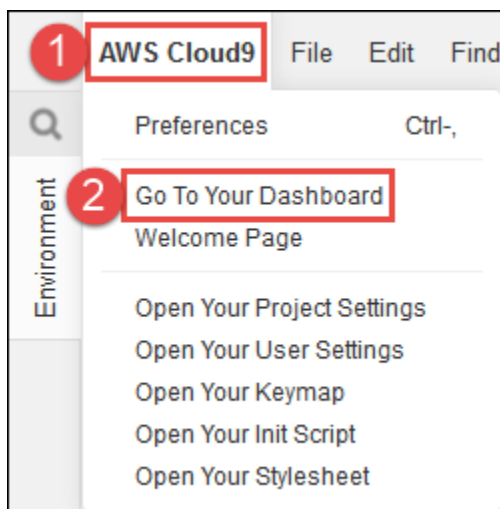 1 AWS Cloud9 File Edit Find
Preferences Ctrl-,
2 Go To Your Dashboard
Welcome Page
Environment
Open Your Project Settings
Open Your User Settings
Open Your Keymap
Open Your Init Script
Open Your Stylesheet